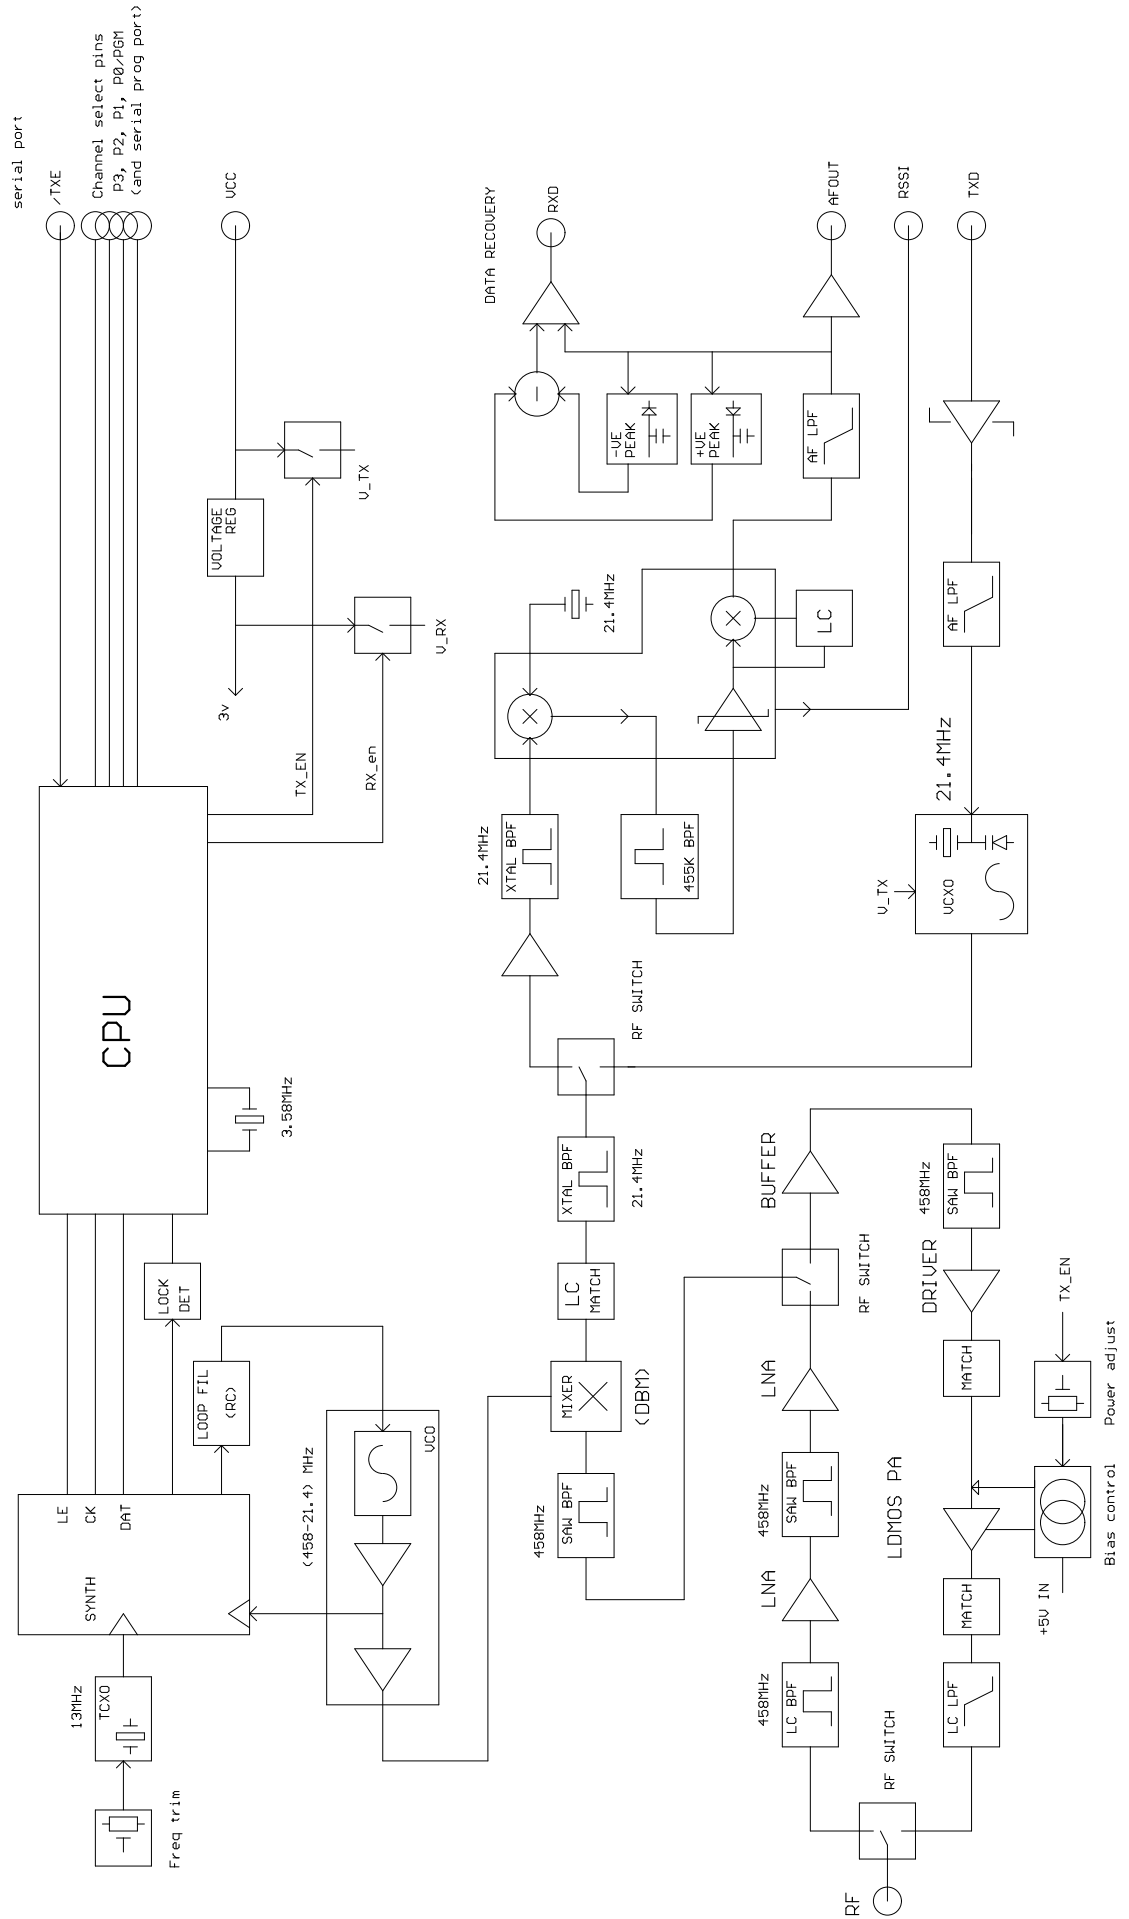 serial port
/TXE
Channel select pins
P3, P2, P1, P0/PGM
(and serial prog port)
VCC
DATA RECOVERY
RXD
AFOUT
RSSI
TXD
CPU
3.58MHz
VOLTAGE
REG
3v
V_TX
V_RX
TX_EN
RX_en
-VE
PEAK
+VE
PEAK
AF LPF
AF LPF
21.4MHz
LC
21.4MHz
XTAL BPF
455K BPF
21.4MHz
V_TX
VCXO
RF SWITCH
LE
CK
DAT
SYNTH
LOCK
DET
LOOP FIL
(RC)
VCO
(458-21.4) MHz
13MHz
TCXO
Freq trim
458MHz
SAW BPF
MIXER
(DBM)
LC
MATCH
XTAL BPF
21.4MHz
BUFFER
RF SWITCH
LNA
458MHz
SAW BPF
LNA
458MHz
LC BPF
RF SWITCH
RF
458MHz
SAW BPF
DRIVER
MATCH
LDMOS PA
MATCH
LC LPF
TX_EN
Power adjust
Bias control
+5V IN